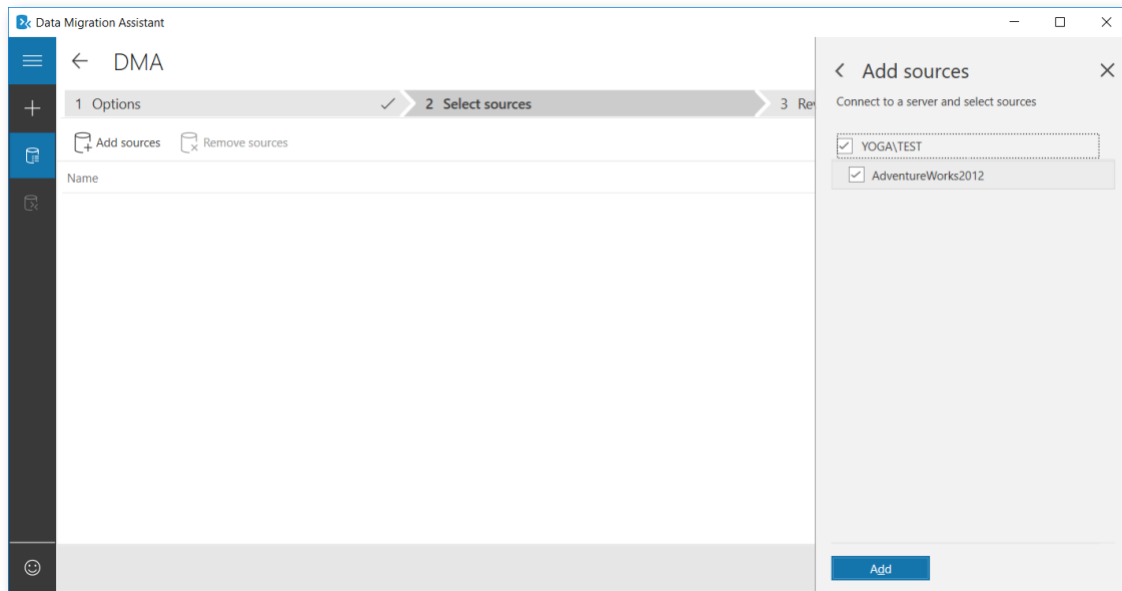 Data Migration Assistant
DMA
1 Options
2 Select sources
3 Rev
Add sources
Remove sources
Name
Add sources
Connect to a server and select sources
YOGA\TEST
AdventureWorks2012
Add